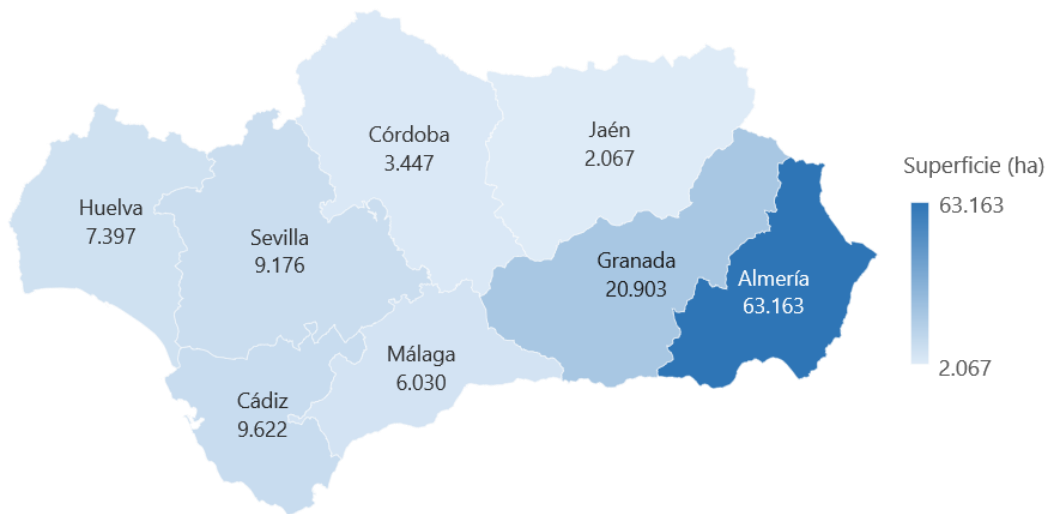 Córdoba
3.447
Jaén
2.067
Huelva
7.397
Sevilla
9.176
Granada
20.903
Almería
63.163
Málaga
6.030
Cádiz
9.622
Superficie (ha)
63.163
2.067